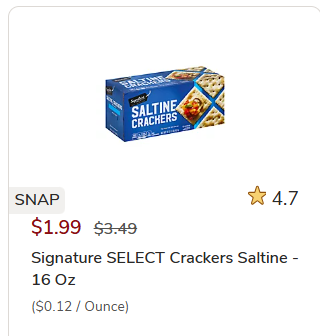 SALTINE
CRACKERS
SNAP
4.7
$1.99 $3.49
Signature SELECT Crackers Saltine -
16 Oz
($0.12 / Ounce)